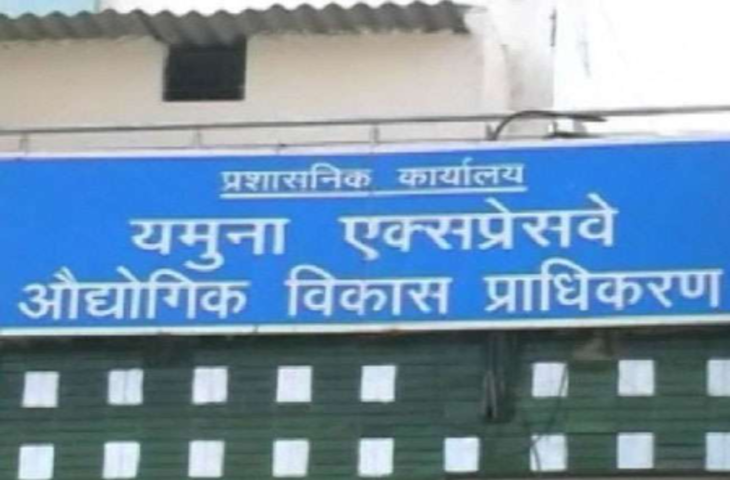 प्रशासनिक कार्यालय
यमुना एक्सप्रेसवे
औद्योगिक विकास प्राधिकरण